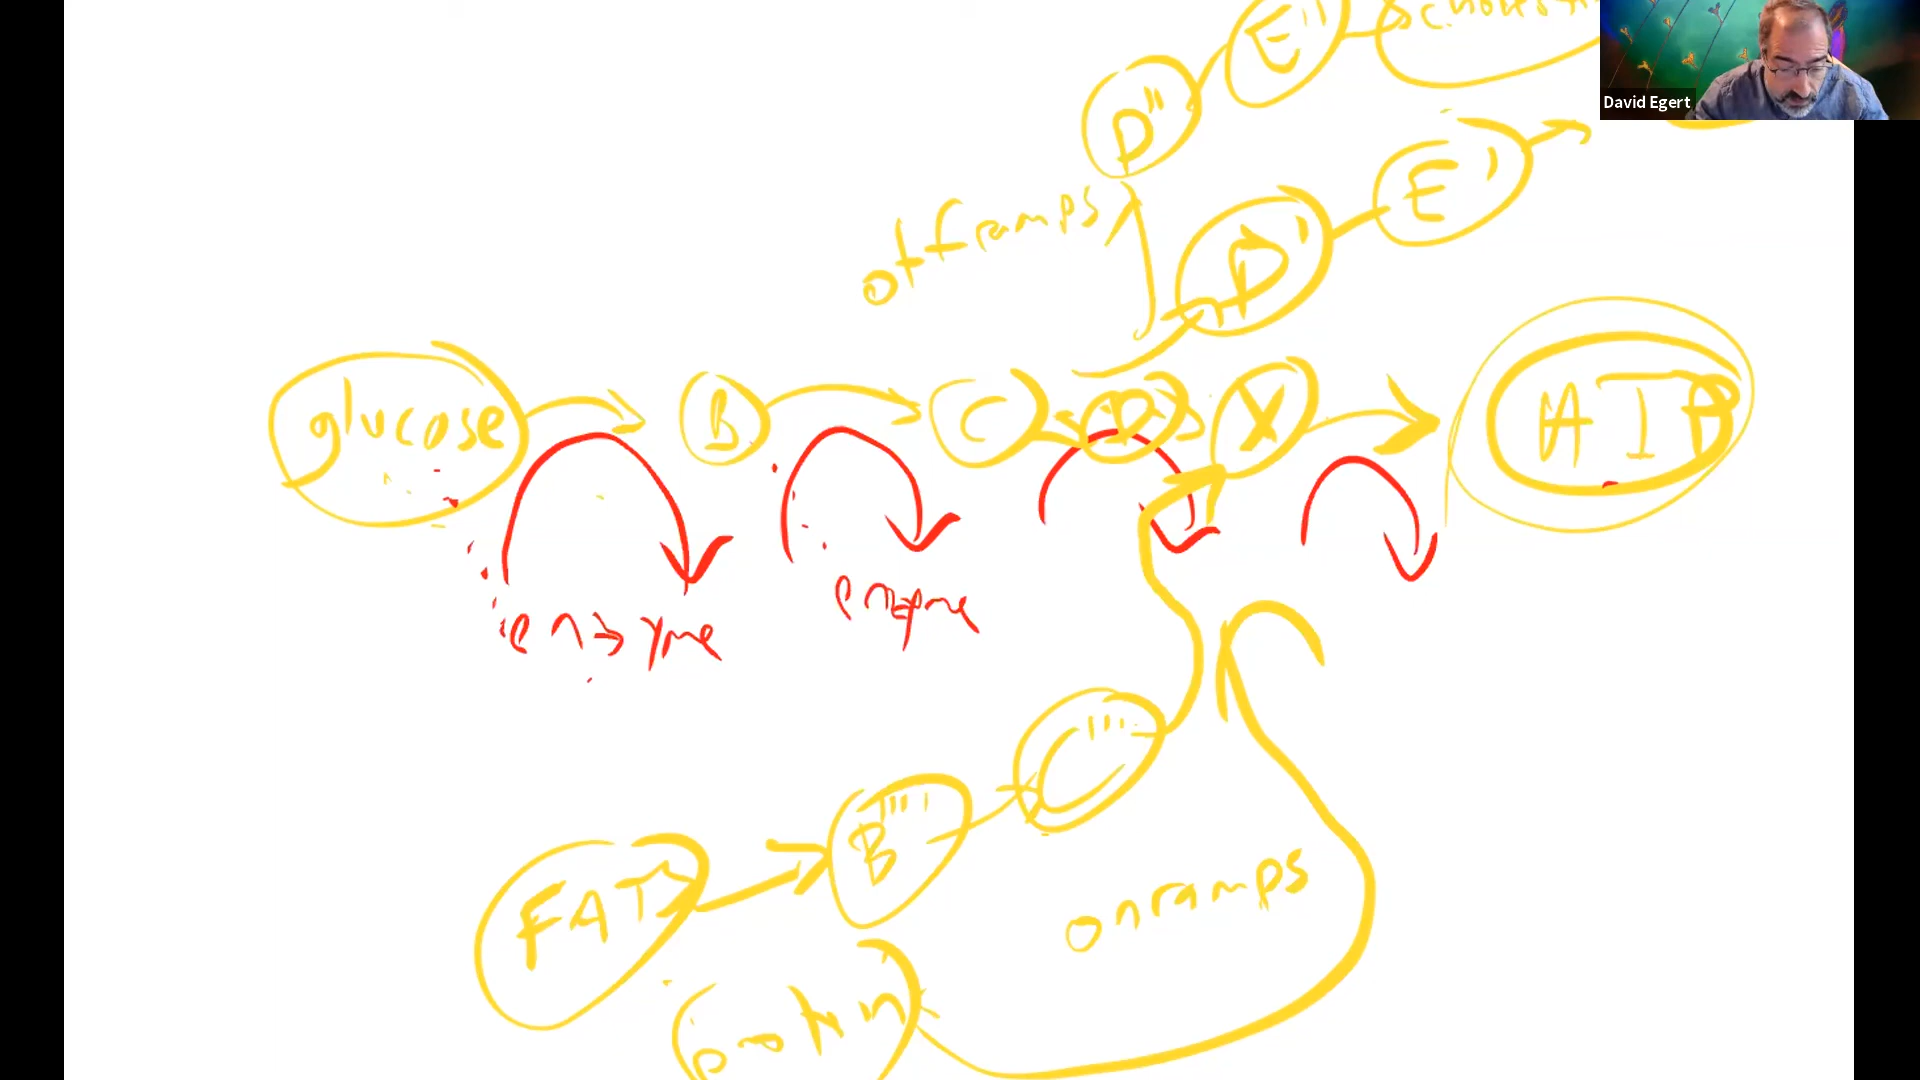 E''
D''
David Egert
E'
offramps
D'
glucose
B
C
D
X
ATP
enzyme
enzyme
C'''
B'''
FAT
onramps
protein